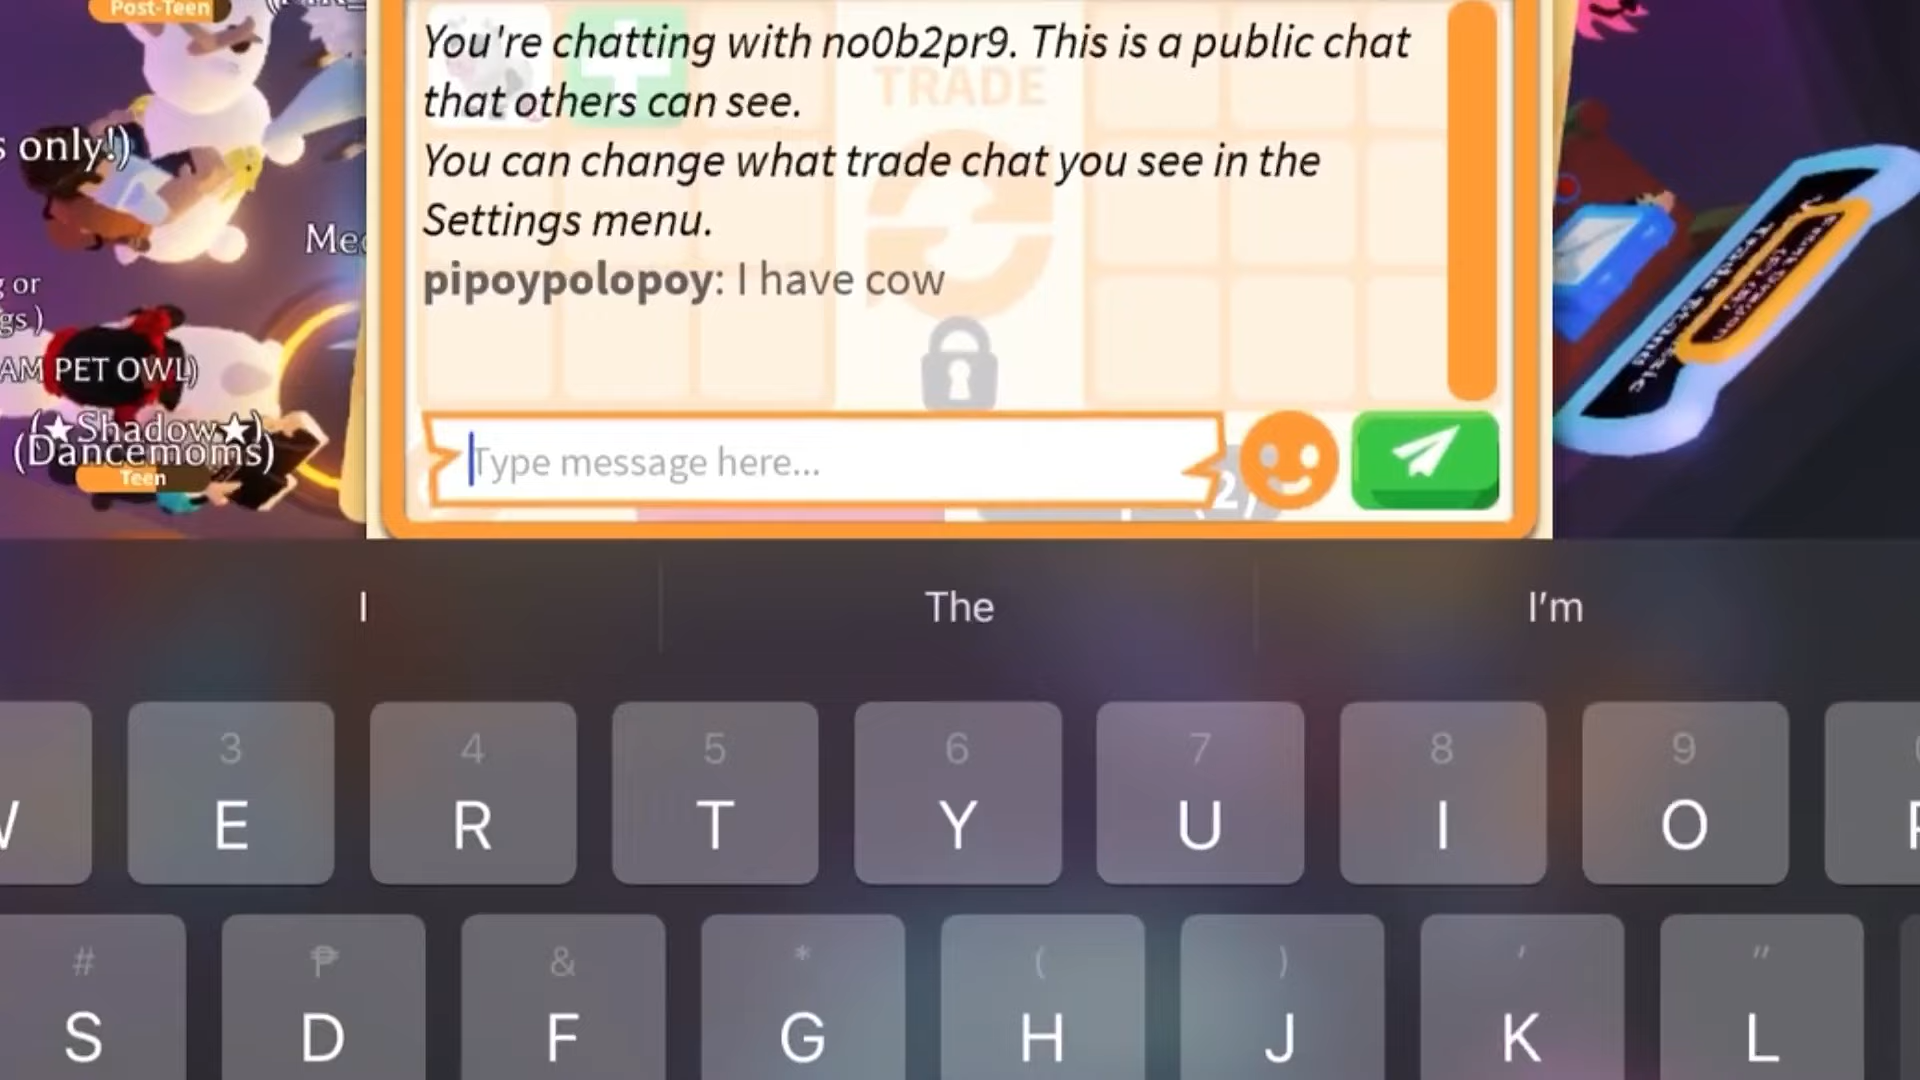 Post-Teen
You're chatting with no0b2pr9. This is a public chat
that others can see.
TRADE
s only!)
You can change what trade chat you see in the
Settings menu.
pipoypolopoy: I have cow
g or
gs )
AM PET OWL)
(★Shadow★)
(Dancemoms)
Teen
Type message here...
I The I'm
3 4 5 6 7 8 9
W E R T Y U I O P
# ₱ & * ( ) ' "
S D F G H J K L